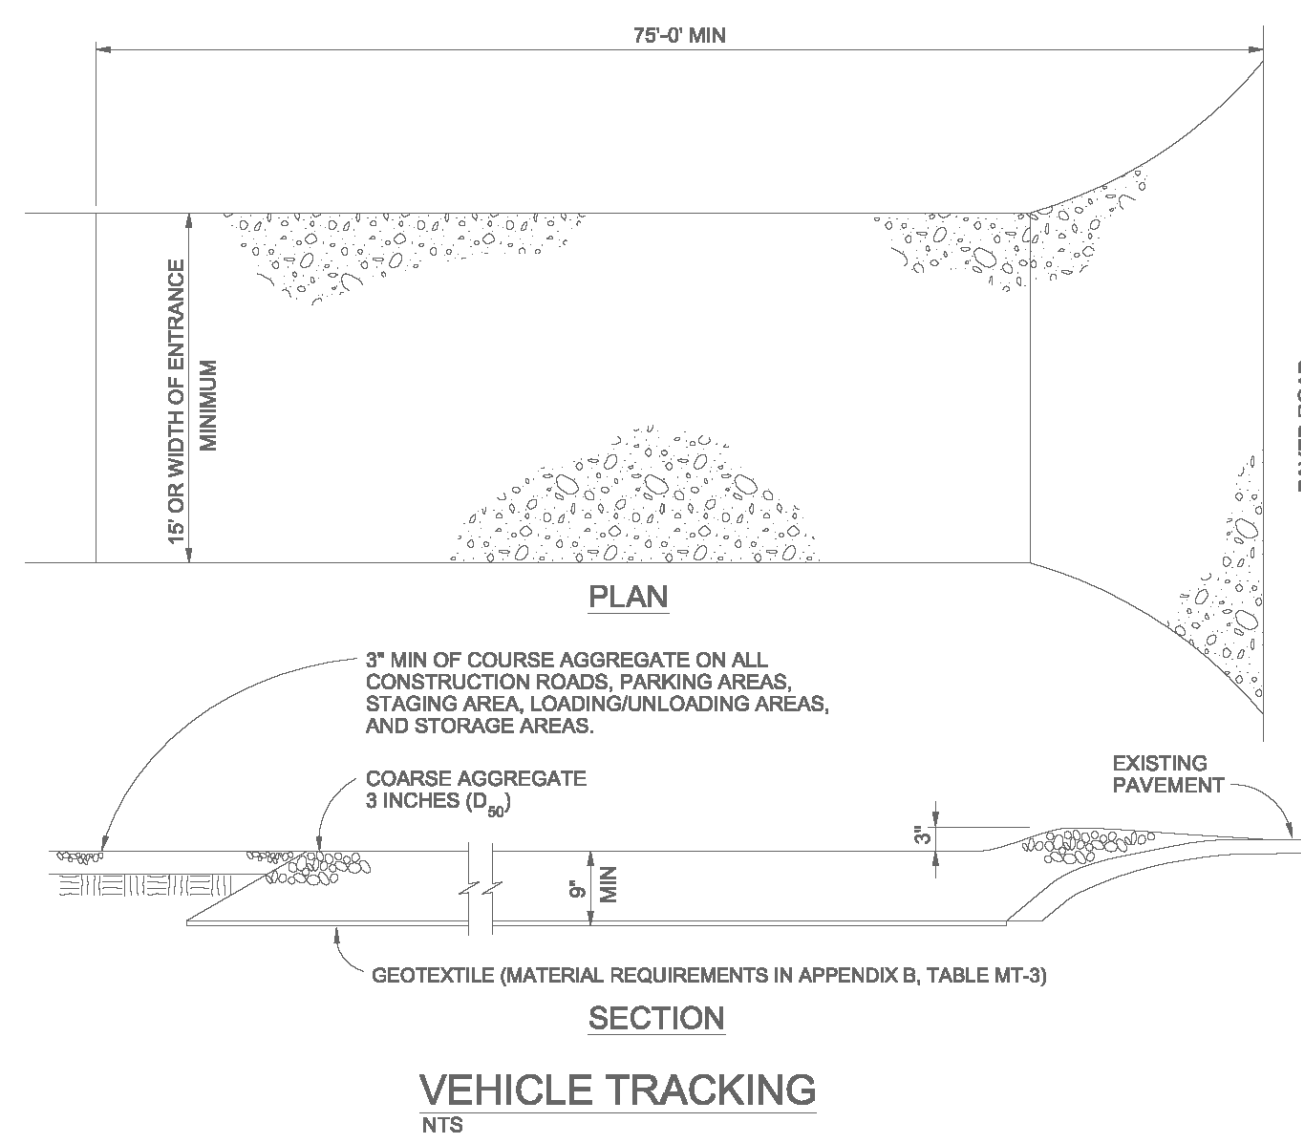 75'-0' MIN
15' OR WIDTH OF ENTRANCE
MINIMUM
PLAN
3" MIN OF COURSE AGGREGATE ON ALL
CONSTRUCTION ROADS, PARKING AREAS,
STAGING AREA, LOADING/UNLOADING AREAS,
AND STORAGE AREAS.
COARSE AGGREGATE
3 INCHES (D50)
EXISTING
PAVEMENT
3"
9"
MIN
GEOTEXTILE (MATERIAL REQUIREMENTS IN APPENDIX B, TABLE MT-3)
SECTION
VEHICLE TRACKING
NTS